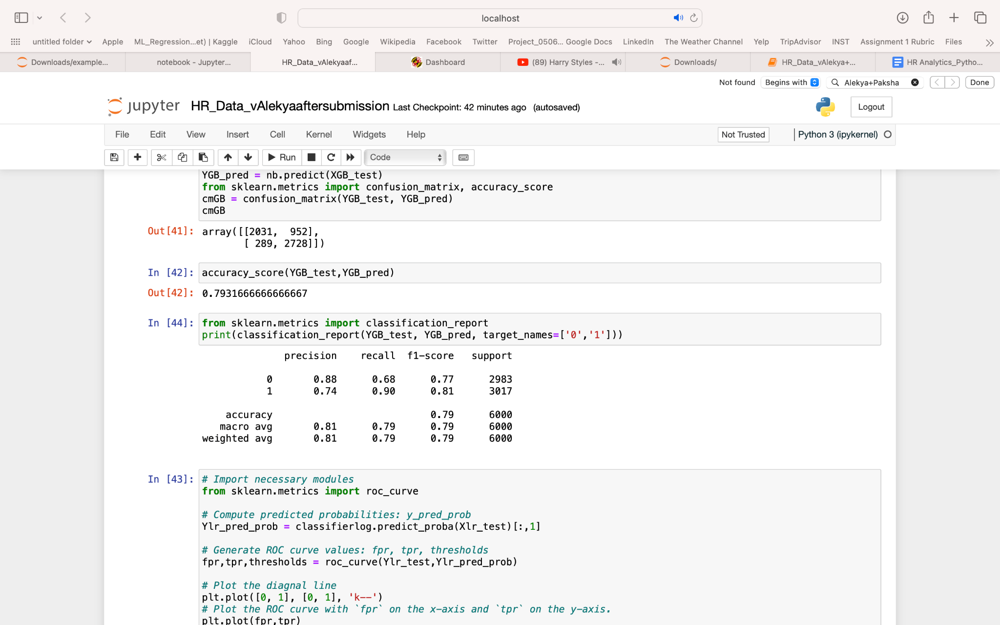 localhost
untitled folder Apple ML_Regression...et) | Kaggle iCloud Yahoo Bing Google Wikipedia Facebook Twitter Project_0506... Google Docs LinkedIn The Weather Channel Yelp TripAdvisor INST Assignment 1 Rubric Files
Downloads/example... notebook - Jupyter... HR_Data_vAlekyaaf... Dashboard (89) Harry Styles -... Downloads/ HR_Data_vAlekya+... HR Analytics_Pytho...
Not found Begins with Alekya+Paksha Done
jupyter HR_Data_vAlekyaaftersubmission Last Checkpoint: 42 minutes ago (autosaved) Logout
File Edit View Insert Cell Kernel Widgets Help Not Trusted Python 3 (ipykernel)
Run Code
YGB_pred = nb.predict(XGB_test)
from sklearn.metrics import confusion_matrix, accuracy_score
cmGB = confusion_matrix(YGB_test, YGB_pred)
cmGB
Out[41]: array([[2031,  952],
[ 289, 2728]])
In [42]: accuracy_score(YGB_test,YGB_pred)
Out[42]: 0.7931666666666667
In [44]: from sklearn.metrics import classification_report
print(classification_report(YGB_test, YGB_pred, target_names=['0','1']))
precision recall f1-score support
0 0.88 0.68 0.77 2983
1 0.74 0.90 0.81 3017
accuracy 0.79 6000
macro avg 0.81 0.79 0.79 6000
weighted avg 0.81 0.79 0.79 6000
In [43]: # Import necessary modules
from sklearn.metrics import roc_curve
# Compute predicted probabilities: y_pred_prob
Ylr_pred_prob = classifierlog.predict_proba(Xlr_test)[:,1]
# Generate ROC curve values: fpr, tpr, thresholds
fpr,tpr,thresholds = roc_curve(Ylr_test,Ylr_pred_prob)
# Plot the diagnal line
plt.plot([0, 1], [0, 1], 'k--')
# Plot the ROC curve with `fpr` on the x-axis and `tpr` on the y-axis.
plt.plot(fpr,tpr)